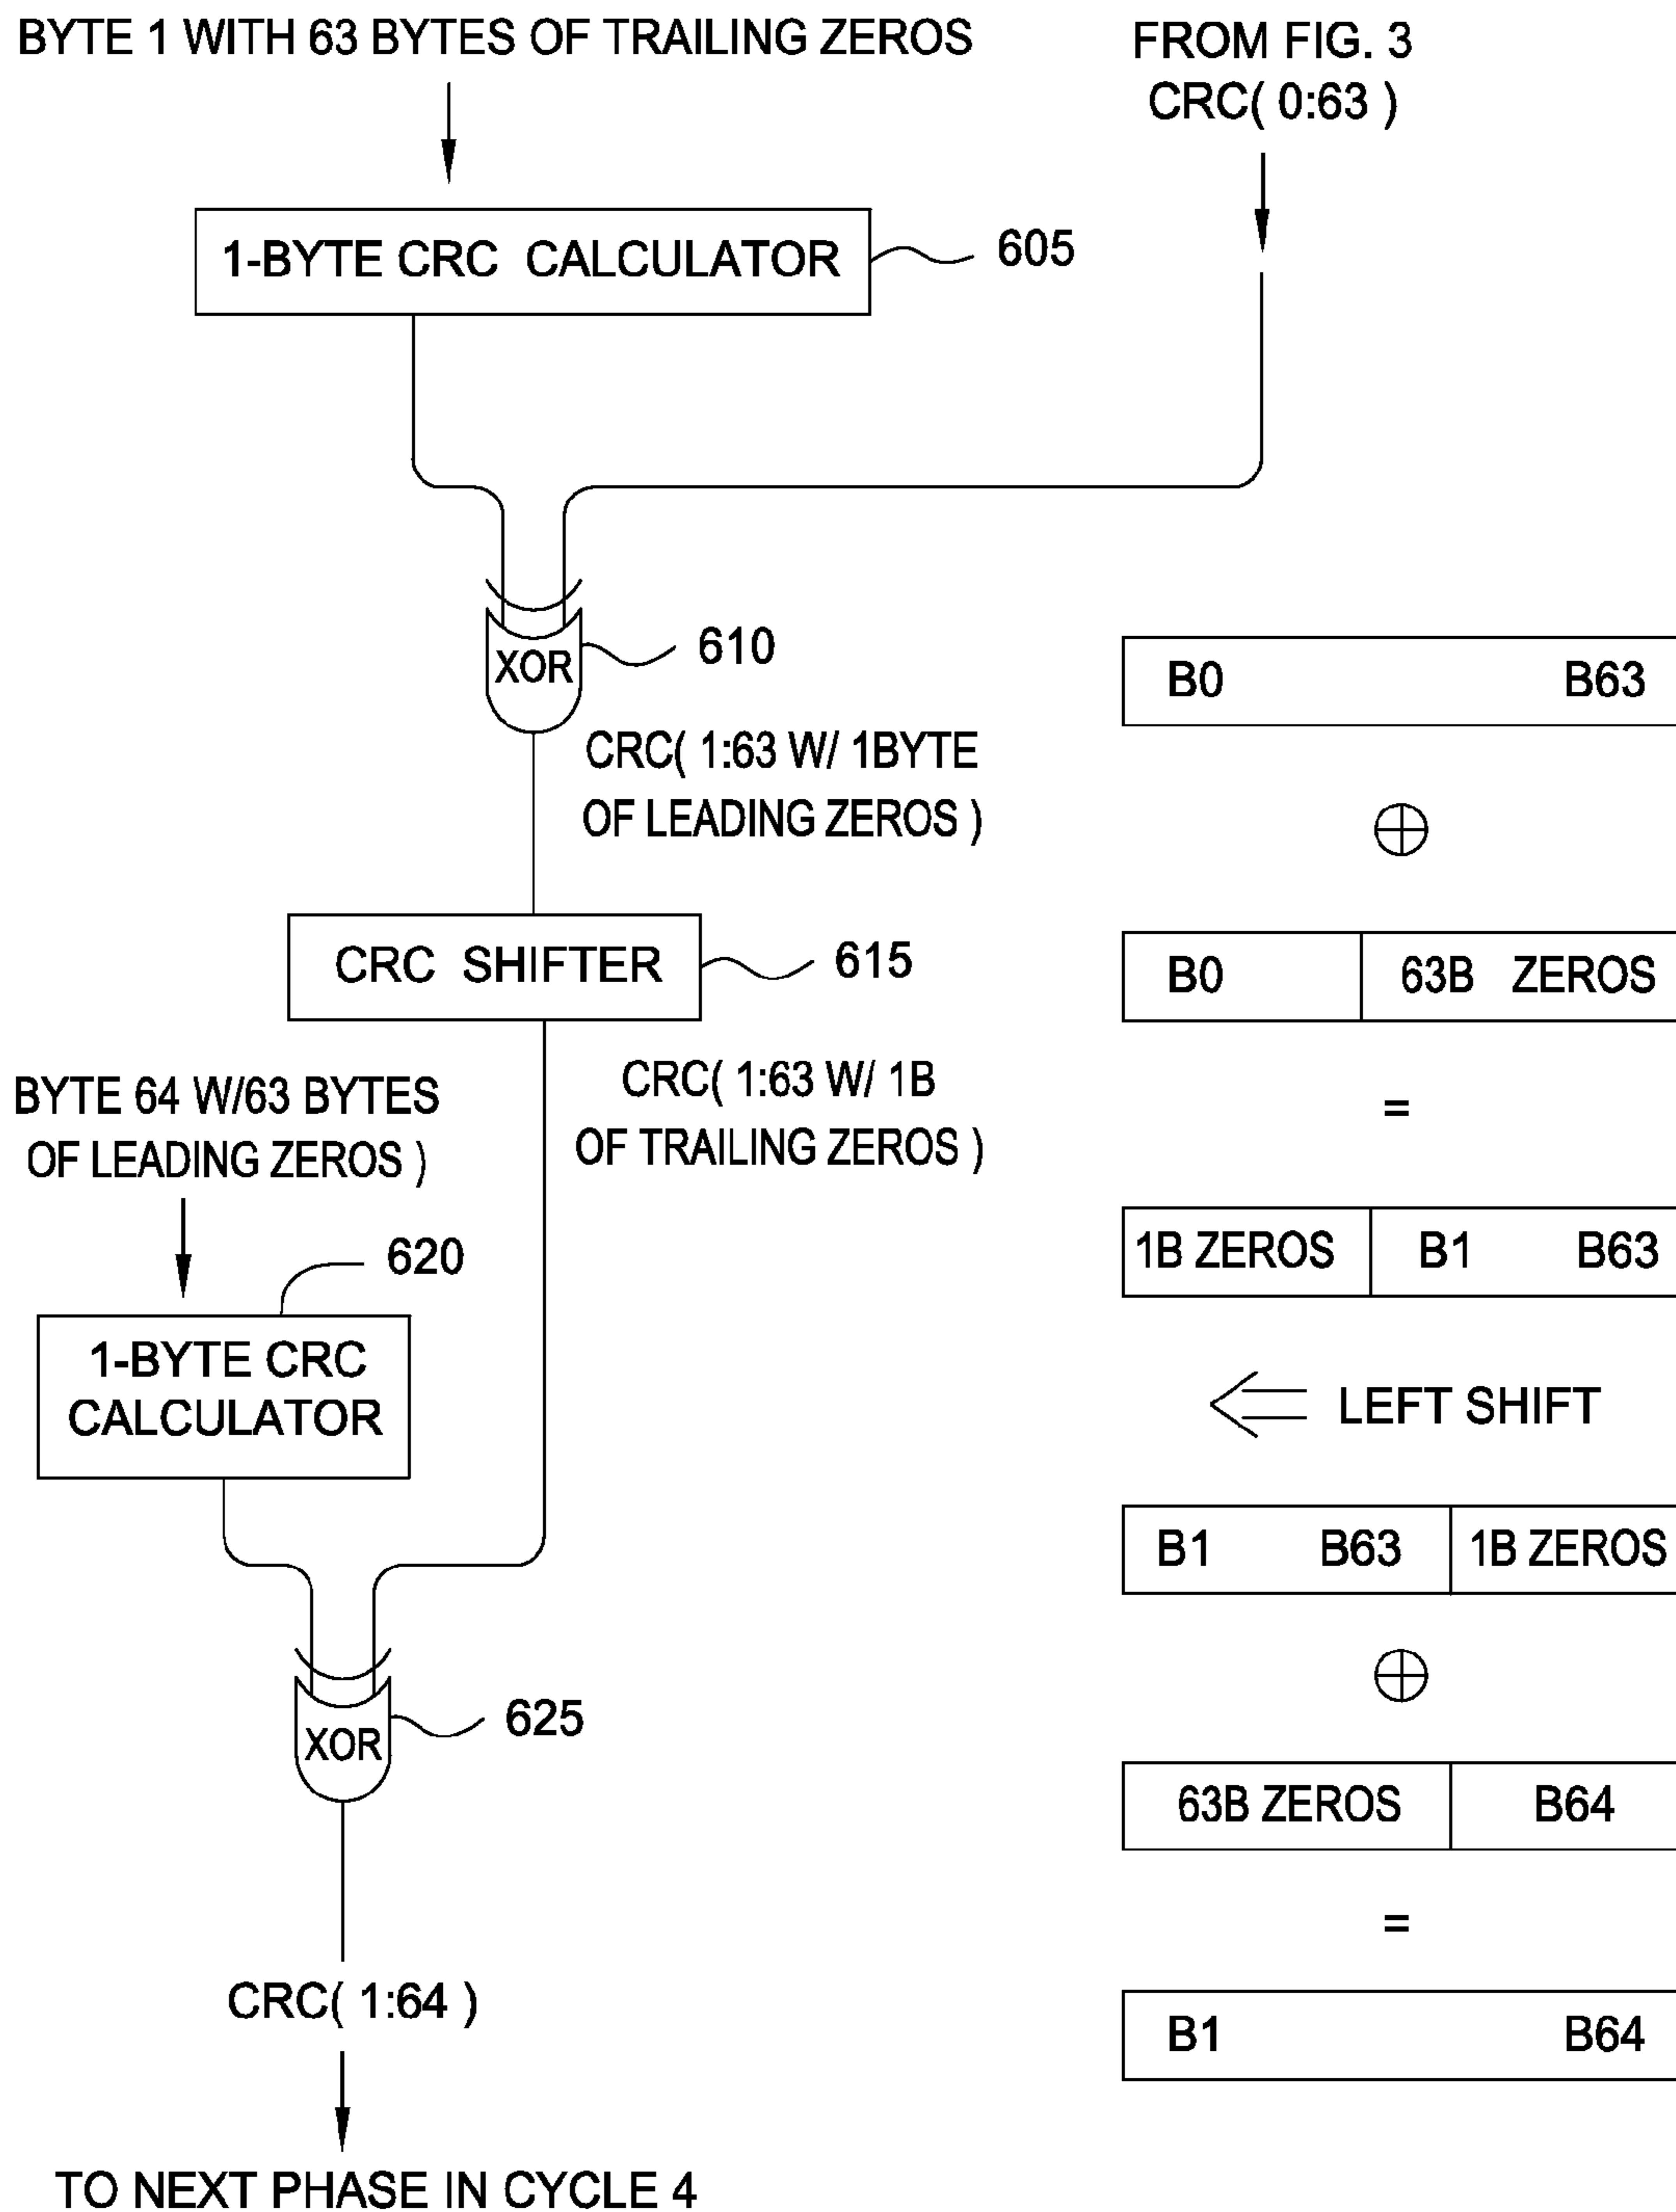 BYTE 1 WITH 63 BYTES OF TRAILING ZEROS
FROM FIG. 3
CRC( 0:63 )
1-BYTE CRC CALCULATOR
605
XOR
610
CRC( 1:63 W/ 1BYTE
OF LEADING ZEROS )
CRC SHIFTER
615
CRC( 1:63 W/ 1B
OF TRAILING ZEROS )
BYTE 64 W/63 BYTES
OF LEADING ZEROS )
620
1-BYTE CRC
CALCULATOR
XOR
625
CRC( 1:64 )
TO NEXT PHASE IN CYCLE 4
B0 B63
⊕
B0 63B ZEROS
=
1B ZEROS B1 B63
LEFT SHIFT
B1 B63 1B ZEROS
⊕
63B ZEROS B64
=
B1 B64